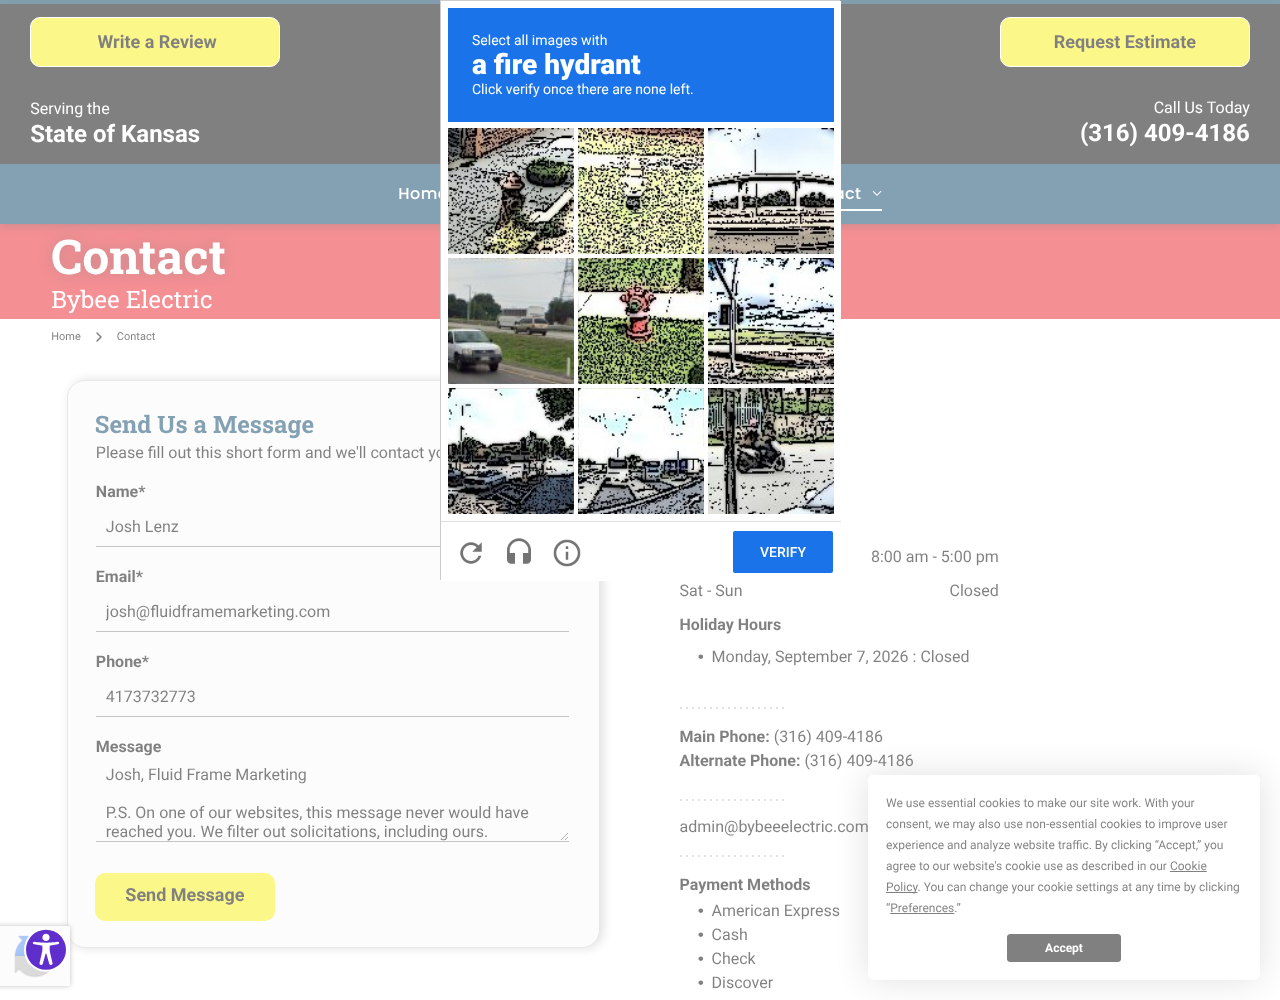 Write a Review
Request Estimate
Serving the
State of Kansas
Call Us Today
(316) 409-4186
Select all images with
a fire hydrant
Click verify once there are none left.
Contact
Bybee Electric
Home
Contact
Send Us a Message
Please fill out this short form and we'll contact
Name*
Josh Lenz
Email*
josh@fluidframemarketing.com
Phone*
4173732773
Message
Josh, Fluid Frame Marketing
P.S. On one of our websites, this message never would have
reached you. We filter out solicitations, including ours.
Send Message
VERIFY
8:00 am - 5:00 pm
Sat - Sun
Closed
Holiday Hours
• Monday, September 7, 2026 : Closed
Main Phone: (316) 409-4186
Alternate Phone: (316) 409-4186
admin@bybeeelectric.com
Payment Methods
• American Express
• Cash
• Check
• Discover
We use essential cookies to make our site work. With your
consent, we may also use non-essential cookies to improve user
experience and analyze website traffic. By clicking “Accept,” you
agree to our website's cookie use as described in our Cookie
Policy. You can change your cookie settings at any time by clicking
“Preferences.”
Accept